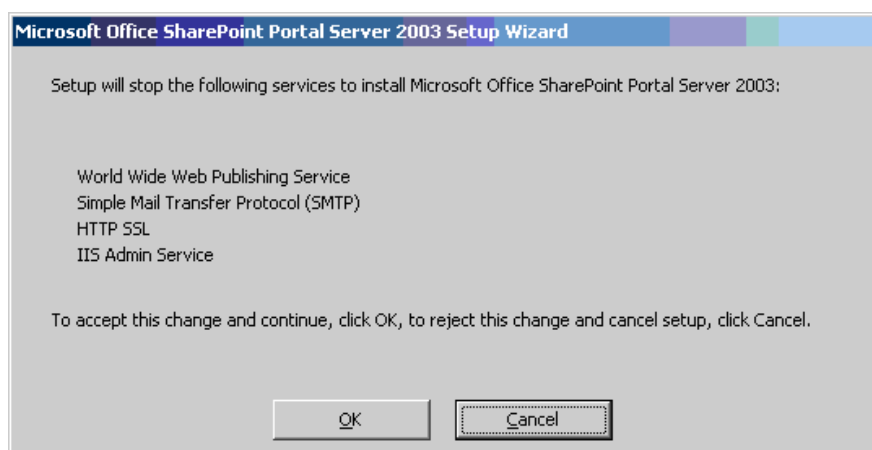 Microsoft Office SharePoint Portal Server 2003 Setup Wizard
Setup will stop the following services to install Microsoft Office SharePoint Portal Server 2003:
World Wide Web Publishing Service
Simple Mail Transfer Protocol (SMTP)
HTTP SSL
IIS Admin Service
To accept this change and continue, click OK, to reject this change and cancel setup, click Cancel.
OK
Cancel